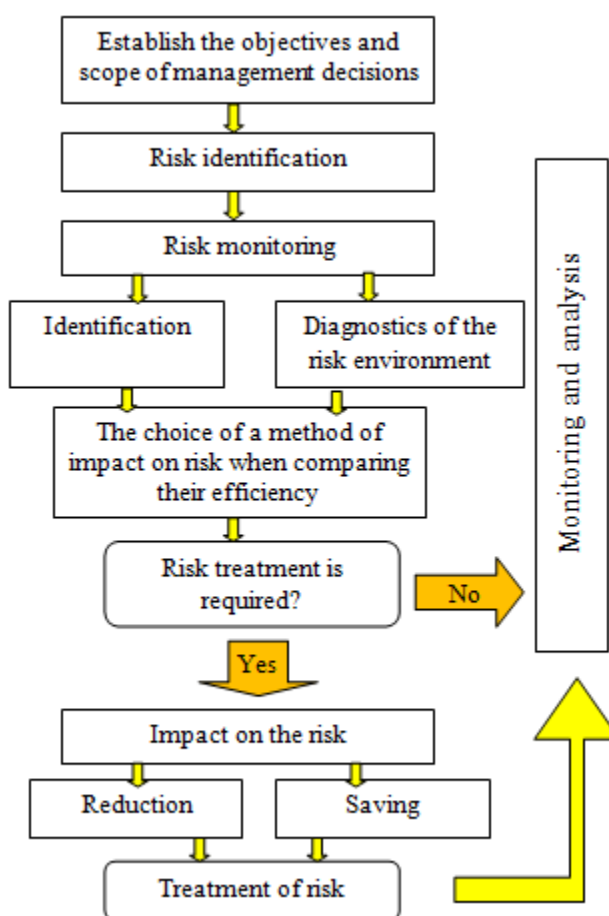 Establish the objectives and
scope of management decisions
Risk identification
Risk monitoring
Identification
Diagnostics of the
risk environment
The choice of a method of
impact on risk when comparing
their efficiency
Risk treatment is
required?
No
Yes
Impact on the risk
Reduction
Saving
Treatment of risk
Monitoring and analysis